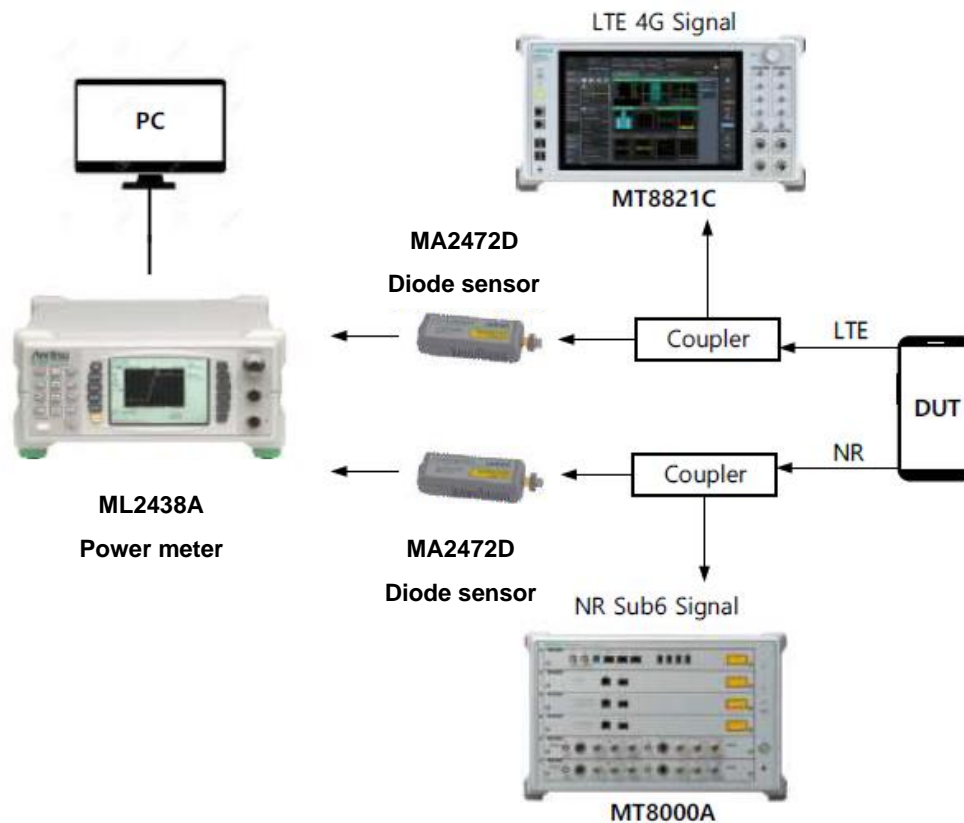 LTE 4G Signal
PC
MT8821C
MA2472D
Diode sensor
Coupler
LTE
DUT
Anritsu
NR
Coupler
ML2438A
Power meter
MA2472D
Diode sensor
NR Sub6 Signal
MT8000A